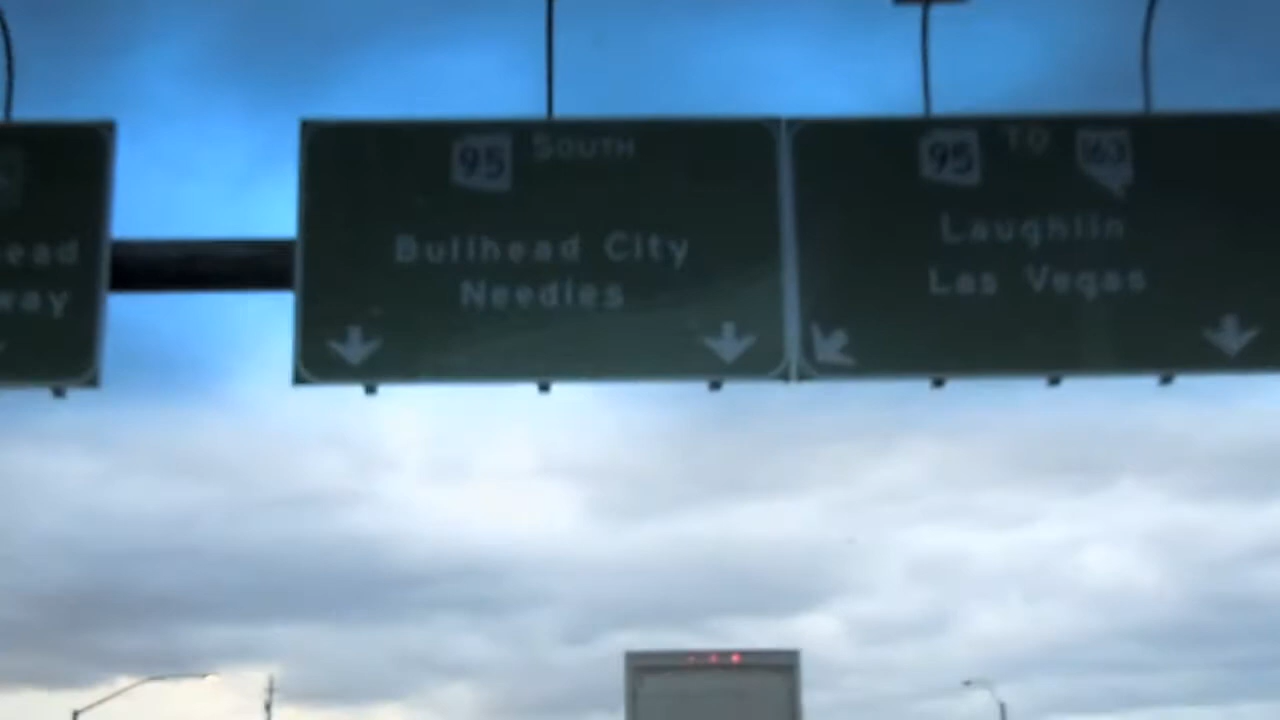 ead
way
95 SOUTH
Bullhead City
Needles
95 TO 163
Laughlin
Las Vegas